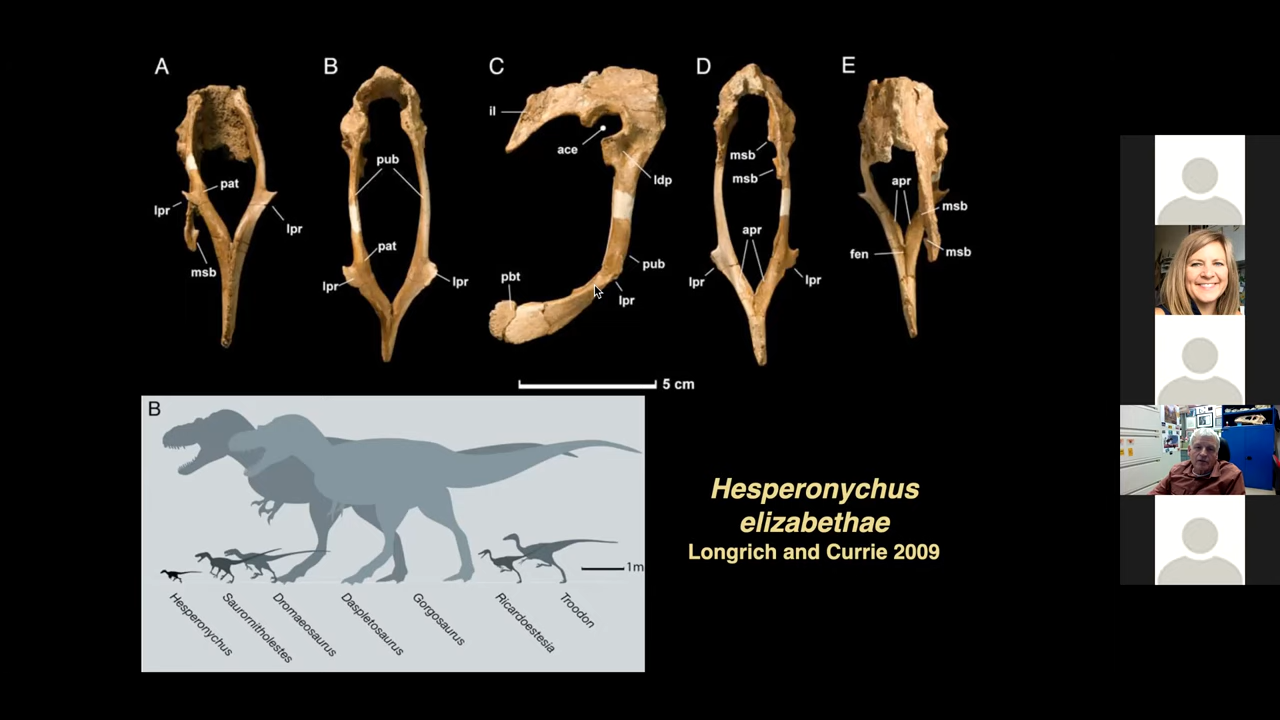 A
B
C
D
E
il
ace
ldp
pub
pat
lpr
lpr
msb
pub
pat
lpr
lpr
pbt
lpr
msb
msb
apr
lpr
lpr
apr
msb
fen
msb
5 cm
B
1m
Hesperonychus
Saurornitholestes
Dromaeosaurus
Daspletosaurus
Gorgosaurus
Ricardoestesia
Troodon
Hesperonychus
elizabethae
Longrich and Currie 2009